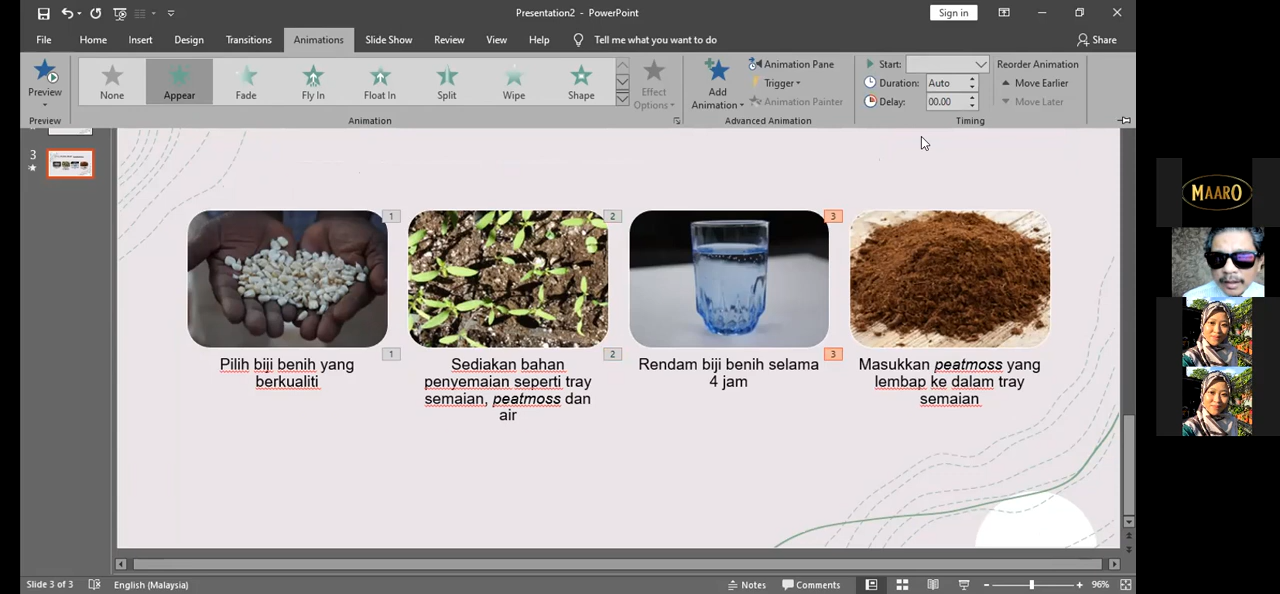 Presentation2 - PowerPoint
Sign in
File Home Insert Design Transitions Animations Slide Show Review View Help Tell me what you want to do Share
Preview
None
Appear
Fade
Fly In
Float In
Split
Wipe
Shape
Effect
Options
Add
Animation
Animation Pane
Trigger
Animation Painter
Start:
Duration: Auto
Delay: 00.00
Reorder Animation
Move Earlier
Move Later
Preview
Animation
Advanced Animation
Timing
3
1
2
3
1
Pilih biji benih yang
berkualiti
2
Sediakan bahan
penyemaian seperti tray
semaian, peatmoss dan
air
3
Rendam biji benih selama
4 jam
Masukkan peatmoss yang
lembap ke dalam tray
semaian
MAARO
Slide 3 of 3
English (Malaysia)
Notes
Comments
96%